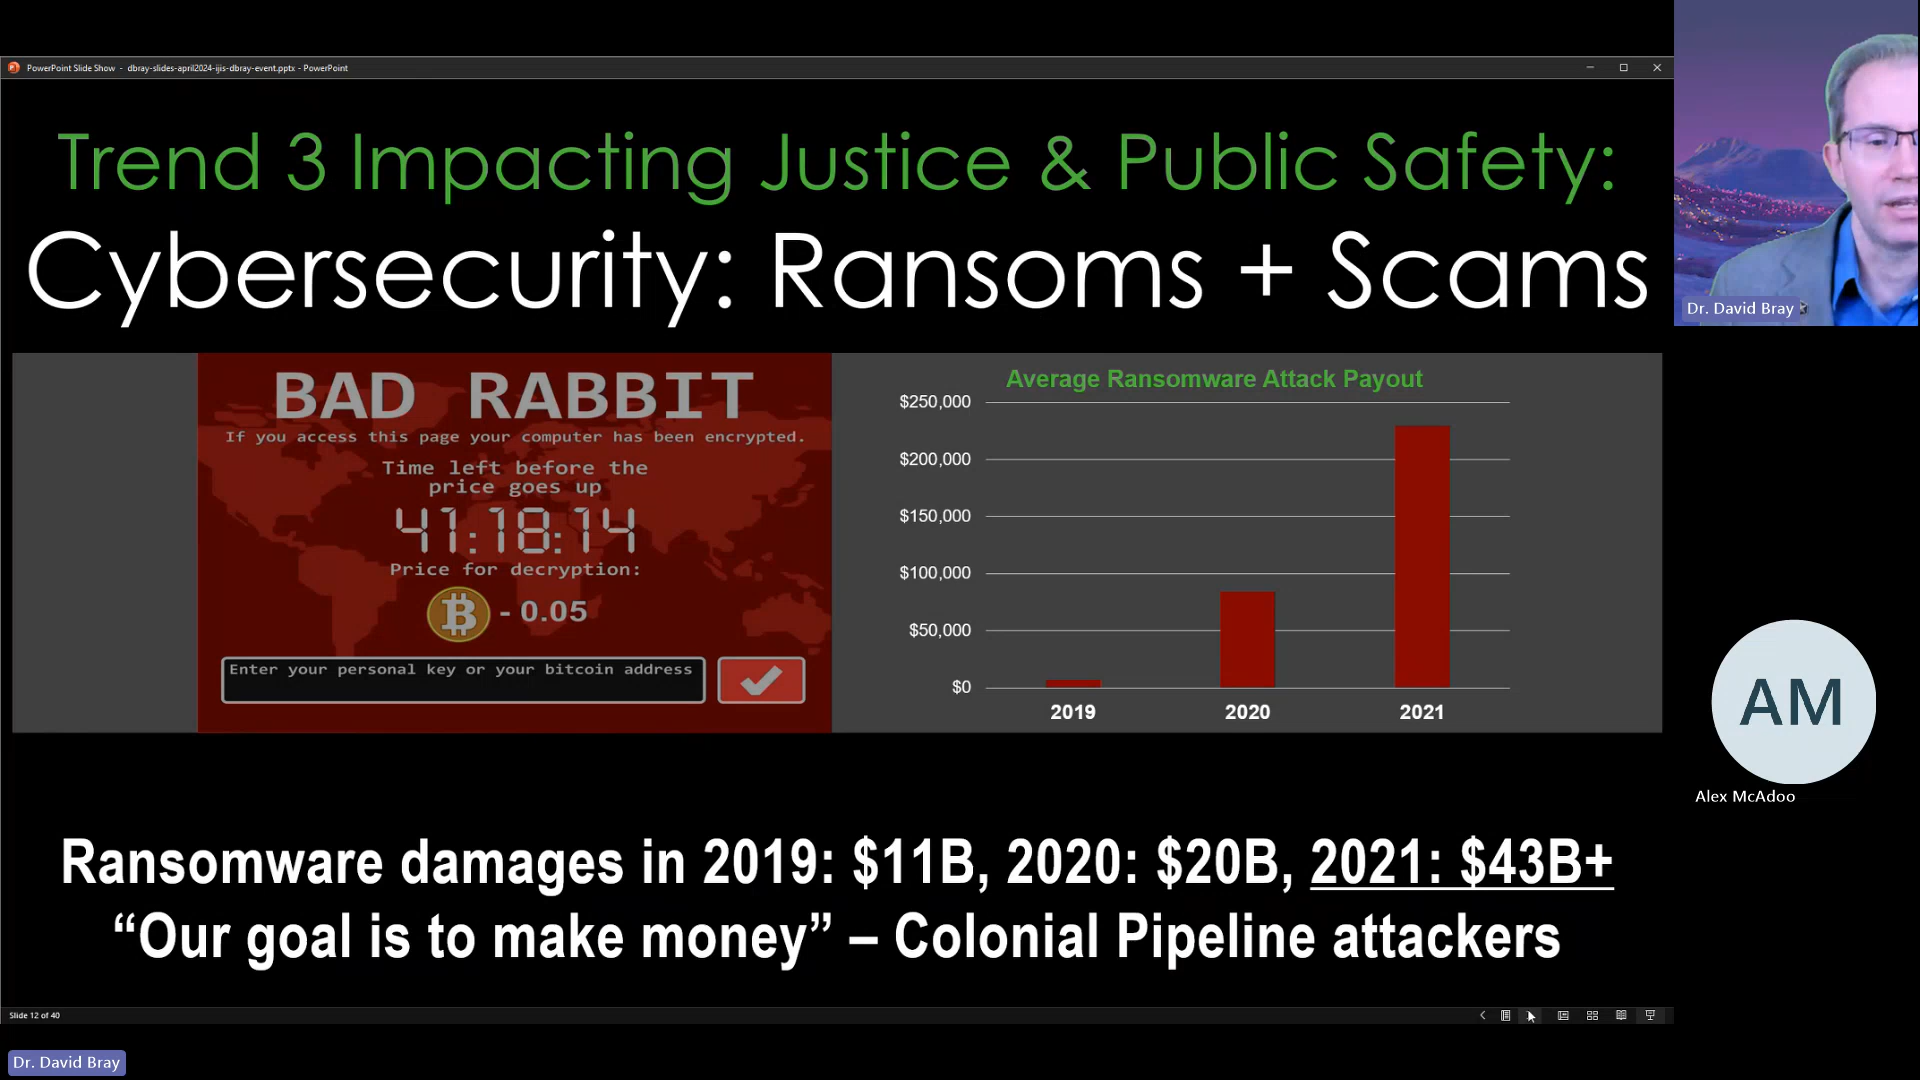 PowerPoint Slide Show - dbray-slides-april2024-ijis-dbray-event.pptx - PowerPoint
Trend 3 Impacting Justice & Public Safety:
Cybersecurity: Ransoms + Scams
BAD RABBIT
If you access this page your computer has been encrypted.
Time left before the
price goes up
41:18:14
Price for decryption:
- 0.05
Enter your personal key or your bitcoin address
Average Ransomware Attack Payout
$250,000
$200,000
$150,000
$100,000
$50,000
$0
2019 2020 2021
Ransomware damages in 2019: $11B, 2020: $20B, 2021: $43B+
“Our goal is to make money” – Colonial Pipeline attackers
Slide 12 of 40
Dr. David Bray
Dr. David Bray
AM
Alex McAdoo